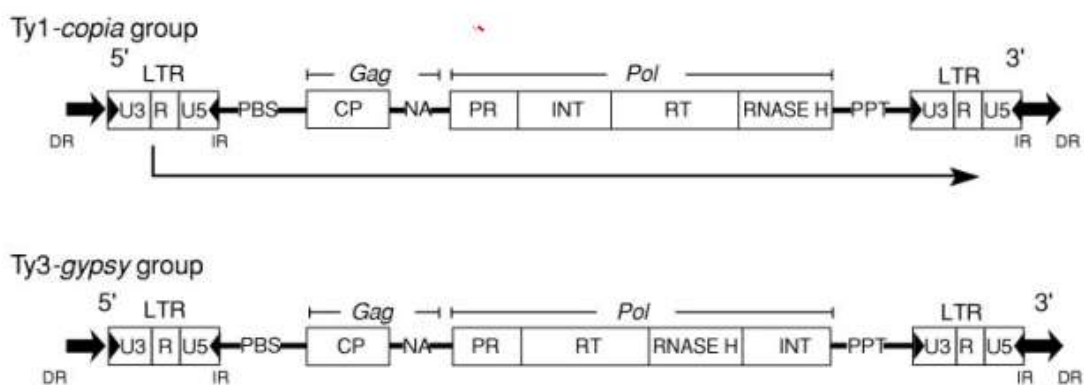 Ty1-copia group
5' 3'
LTR Gag Pol LTR
U3 R U5 PBS CP NA PR INT RT RNASE H PPT U3 R U5
DR IR IR DR
Ty3-gypsy group
5' 3'
LTR Gag Pol LTR
U3 R U5 PBS CP NA PR RT RNASE H INT PPT U3 R U5
DR IR IR DR